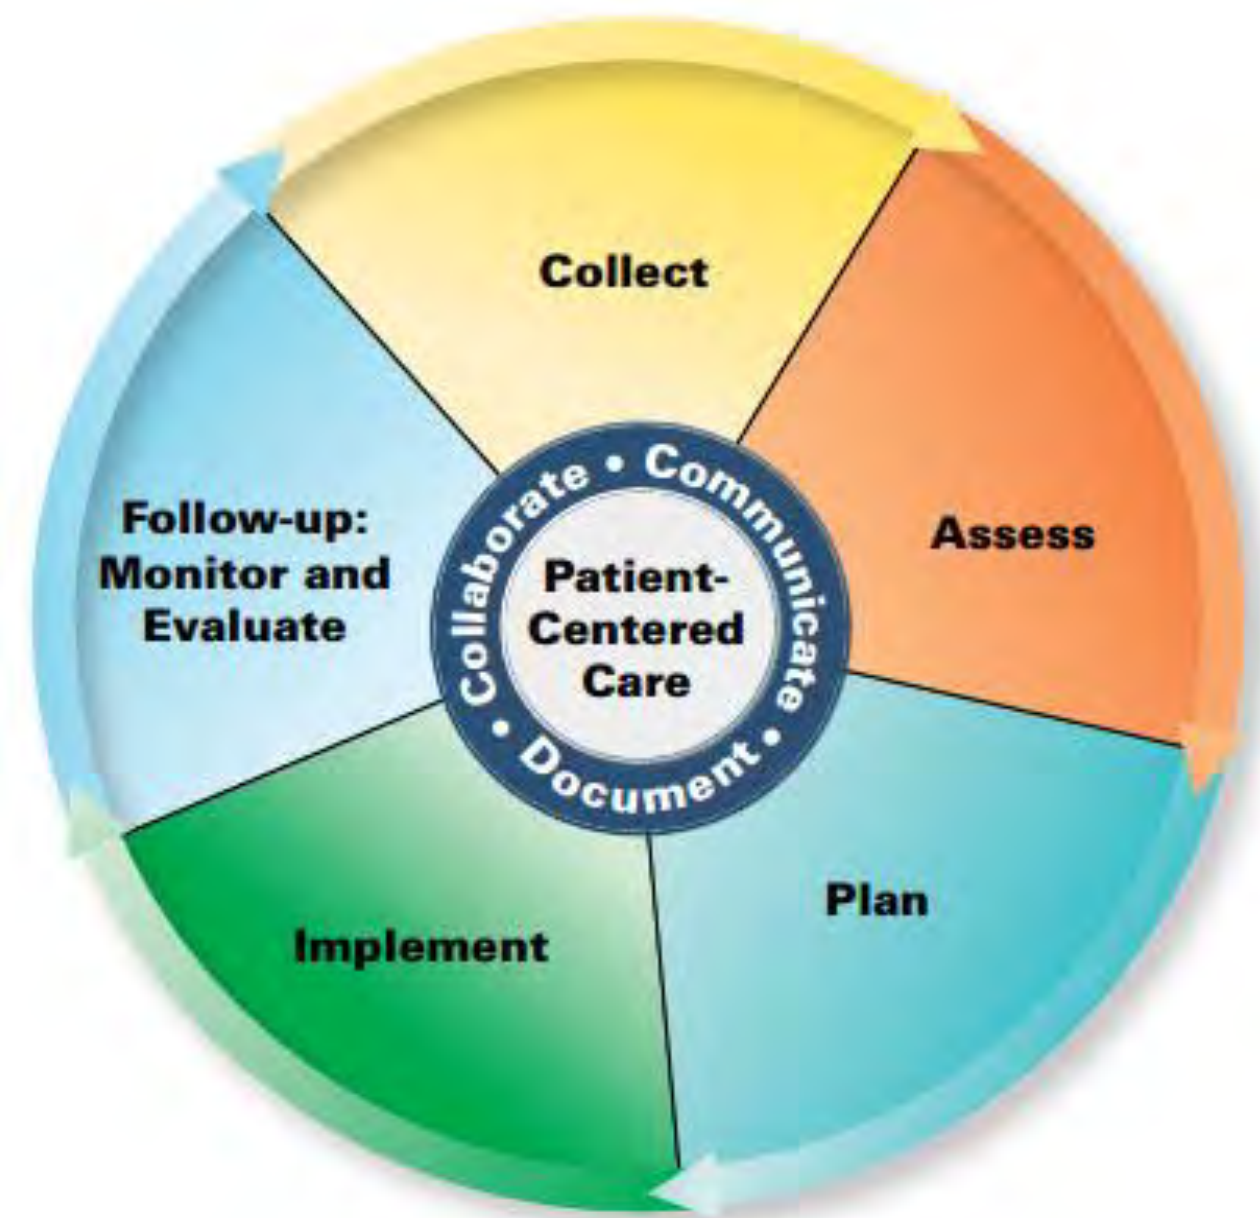 Collect
Assess
Plan
Implement
Follow-up:
Monitor and
Evaluate
Collaborate • Communicate • Document •
Patient-
Centered
Care